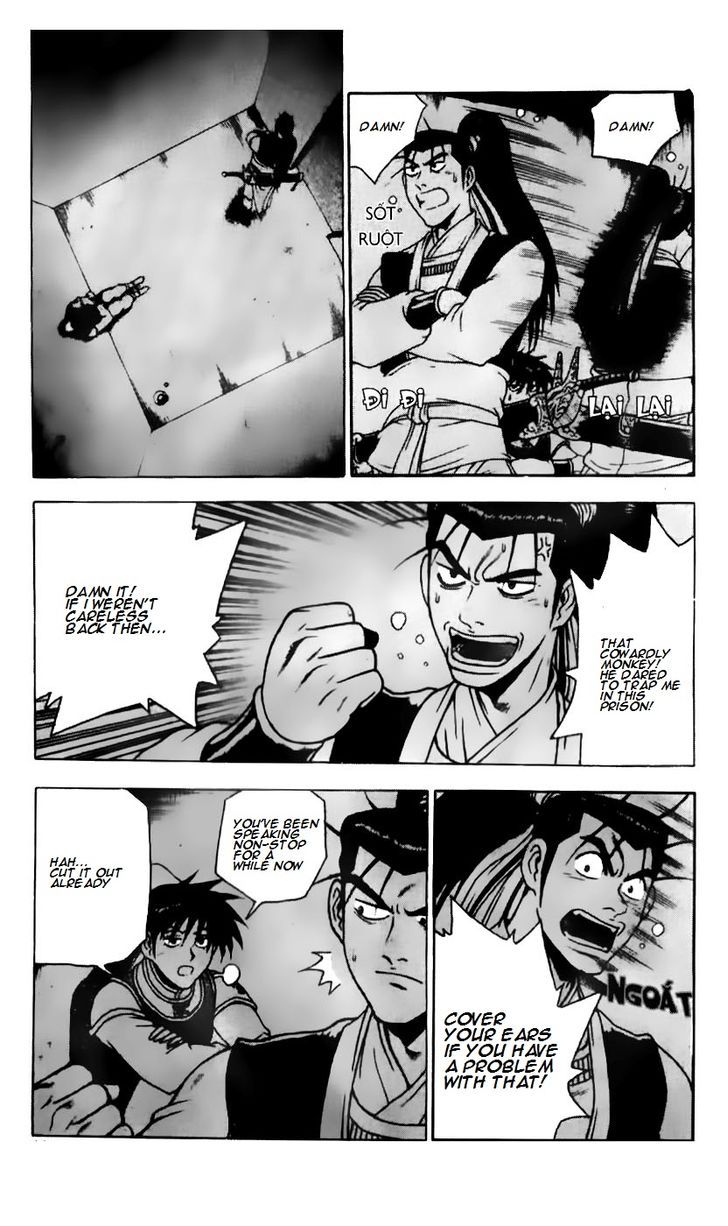 DAMN!
DAMN!
SỐT
RUỘT
ĐI ĐI
LẠI LẠI
DAMN IT!
IF I WEREN'T
CARELESS
BACK THEN...
THAT
COWARDLY
MONKEY!
HE DARED
TO TRAP ME
IN THIS
PRISON!
HAH...
CUT IT OUT
ALREADY
YOU'VE BEEN
SPEAKING
NON-STOP
FOR A
WHILE NOW
NGOẮT
COVER
YOUR EARS
IF YOU HAVE
A PROBLEM
WITH THAT!